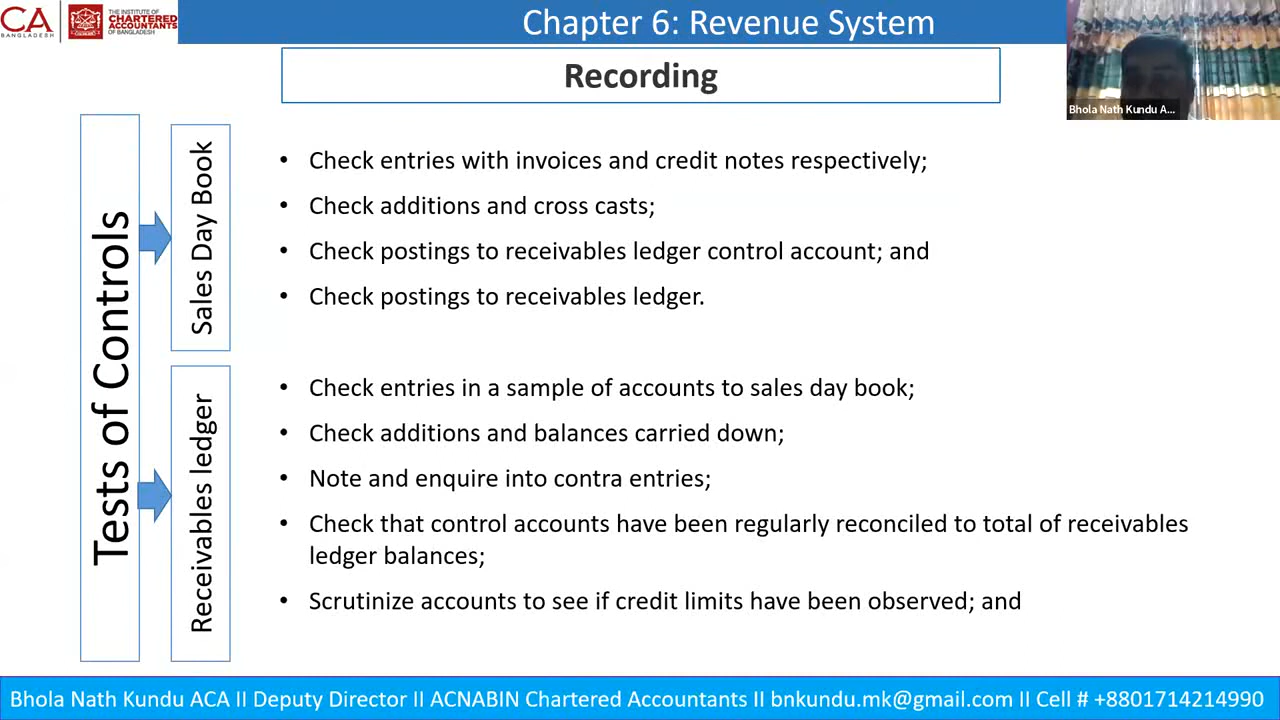 CA
BANGLADESH
THE INSTITUTE OF
CHARTERED
ACCOUNTANTS
OF BANGLADESH
Chapter 6: Revenue System
Bhola Nath Kundu A...
Recording
Tests of Controls
Sales Day Book
• Check entries with invoices and credit notes respectively;
• Check additions and cross casts;
• Check postings to receivables ledger control account; and
• Check postings to receivables ledger.
Receivables ledger
• Check entries in a sample of accounts to sales day book;
• Check additions and balances carried down;
• Note and enquire into contra entries;
• Check that control accounts have been regularly reconciled to total of receivables
ledger balances;
• Scrutinize accounts to see if credit limits have been observed; and
Bhola Nath Kundu ACA II Deputy Director II ACNABIN Chartered Accountants II bnkundu.mk@gmail.com II Cell # +8801714214990